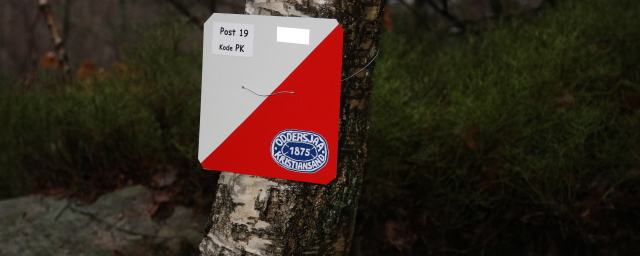 Post 19
Kode PK
ODDERSJAA
1875
KRISTIANSAND